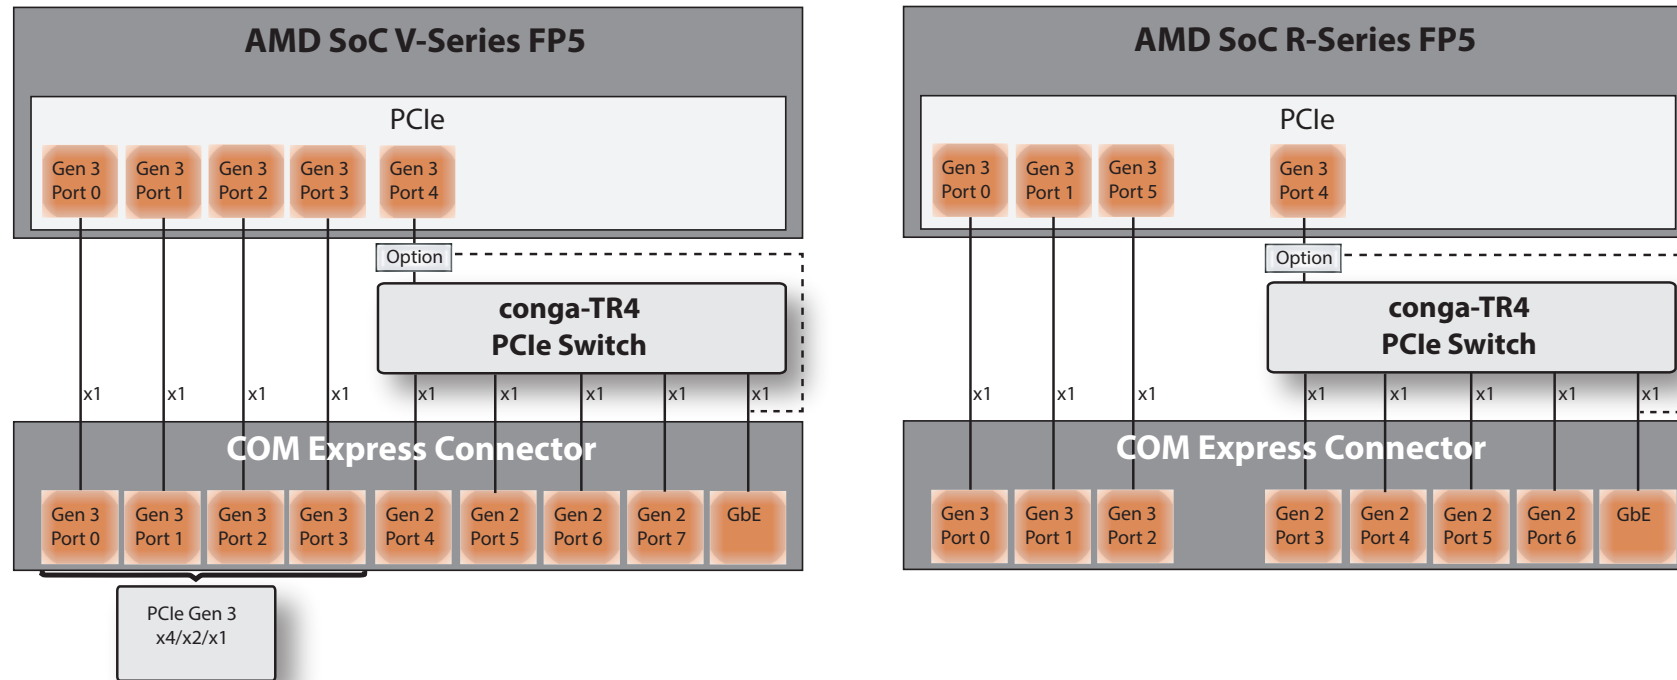 AMD SoC V-Series FP5
PCIe
Gen 3
Port 0
Gen 3
Port 1
Gen 3
Port 2
Gen 3
Port 3
Gen 3
Port 4
Option
conga-TR4
PCIe Switch
x1
x1
x1
x1
x1
x1
x1
x1
x1
COM Express Connector
Gen 3
Port 0
Gen 3
Port 1
Gen 3
Port 2
Gen 3
Port 3
Gen 2
Port 4
Gen 2
Port 5
Gen 2
Port 6
Gen 2
Port 7
GbE
PCIe Gen 3
x4/x2/x1
AMD SoC R-Series FP5
PCIe
Gen 3
Port 0
Gen 3
Port 1
Gen 3
Port 5
Gen 3
Port 4
Option
conga-TR4
PCIe Switch
x1
x1
x1
x1
x1
x1
x1
x1
COM Express Connector
Gen 3
Port 0
Gen 3
Port 1
Gen 3
Port 2
Gen 2
Port 3
Gen 2
Port 4
Gen 2
Port 5
Gen 2
Port 6
GbE